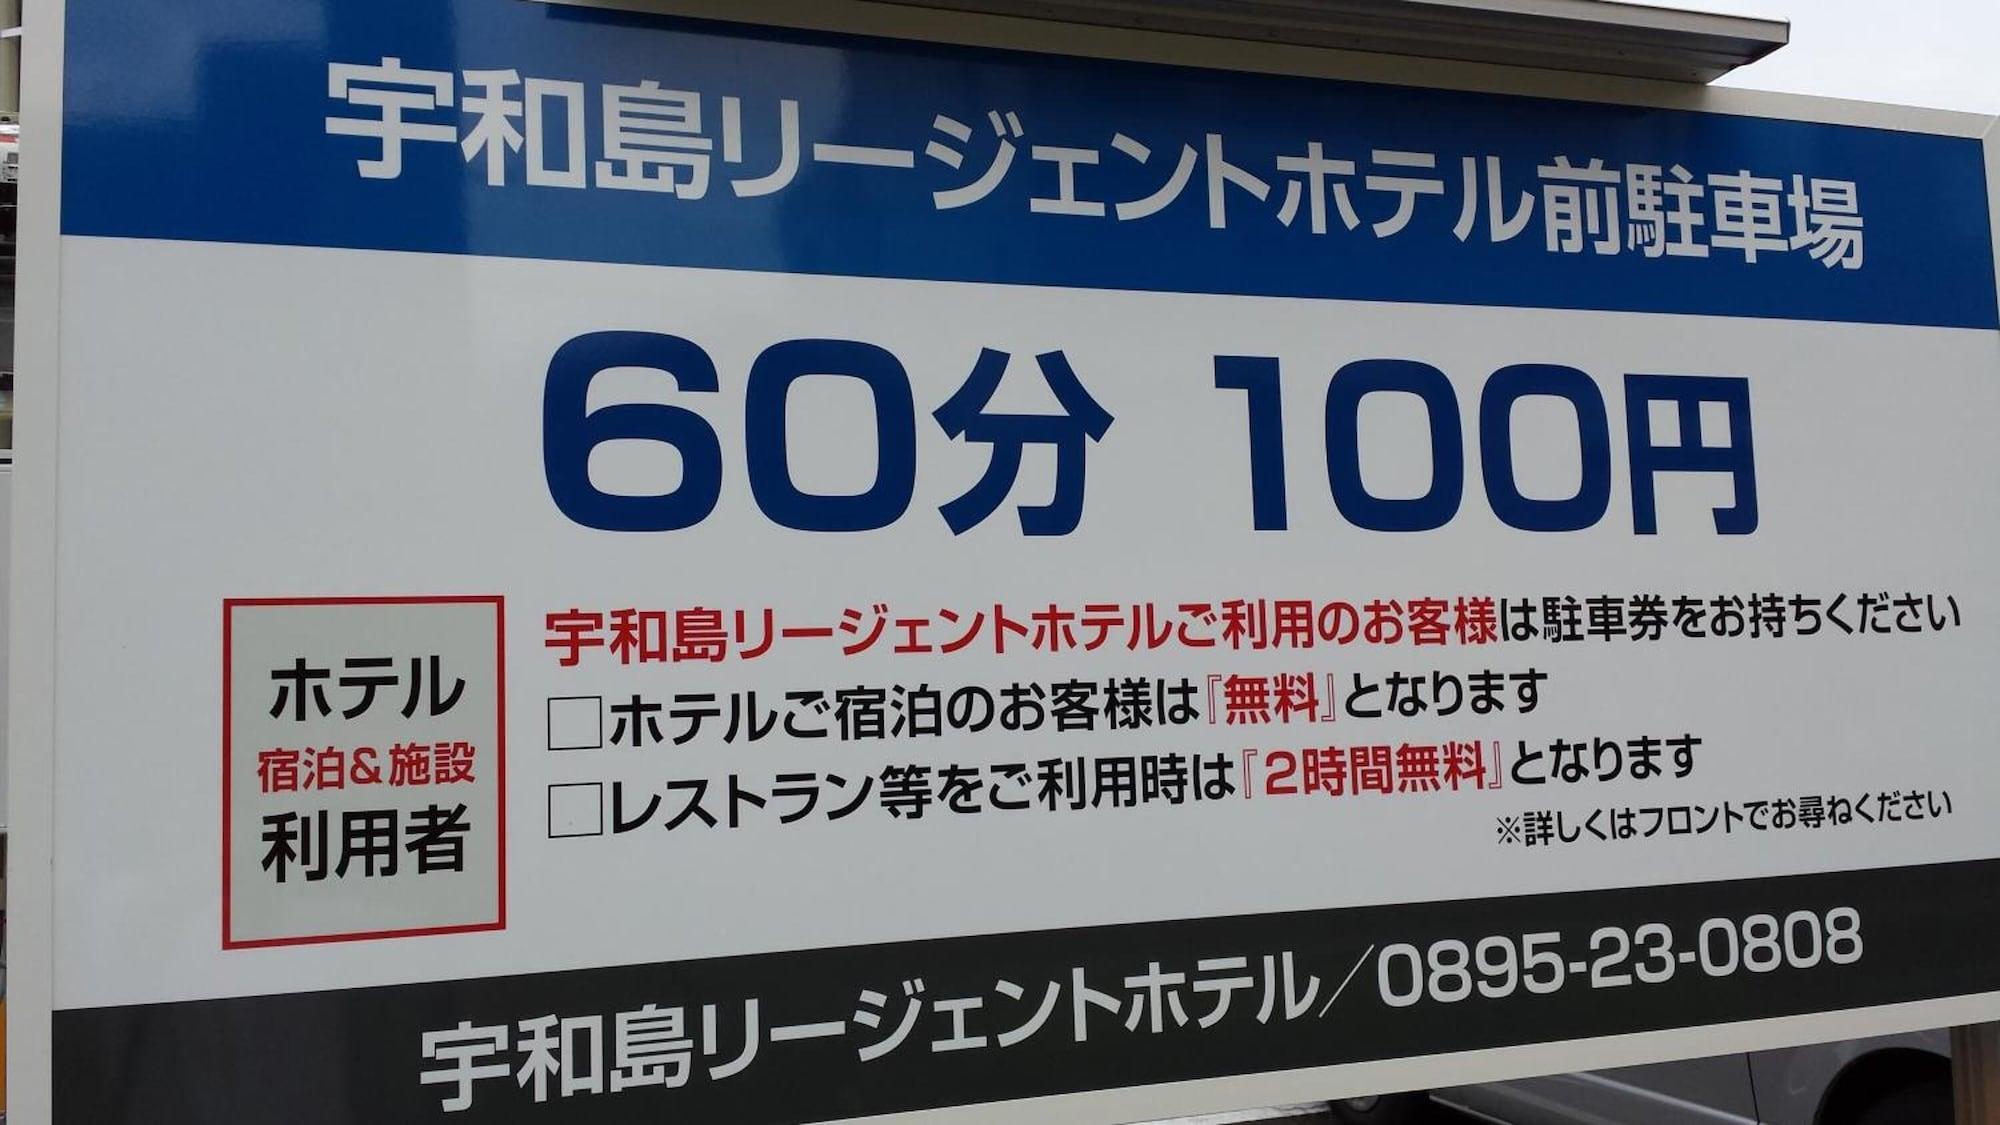 宇和島リージェントホテル前駐車場
60分 100円
ホテル
宿泊&施設
利用者
宇和島リージェントホテルご利用のお客様は駐車券をお持ちください
□ホテルご宿泊のお客様は『無料』となります
□レストラン等をご利用時は『2時間無料』となります
※詳しくはフロントでお尋ねください
宇和島リージェントホテル/0895-23-0808